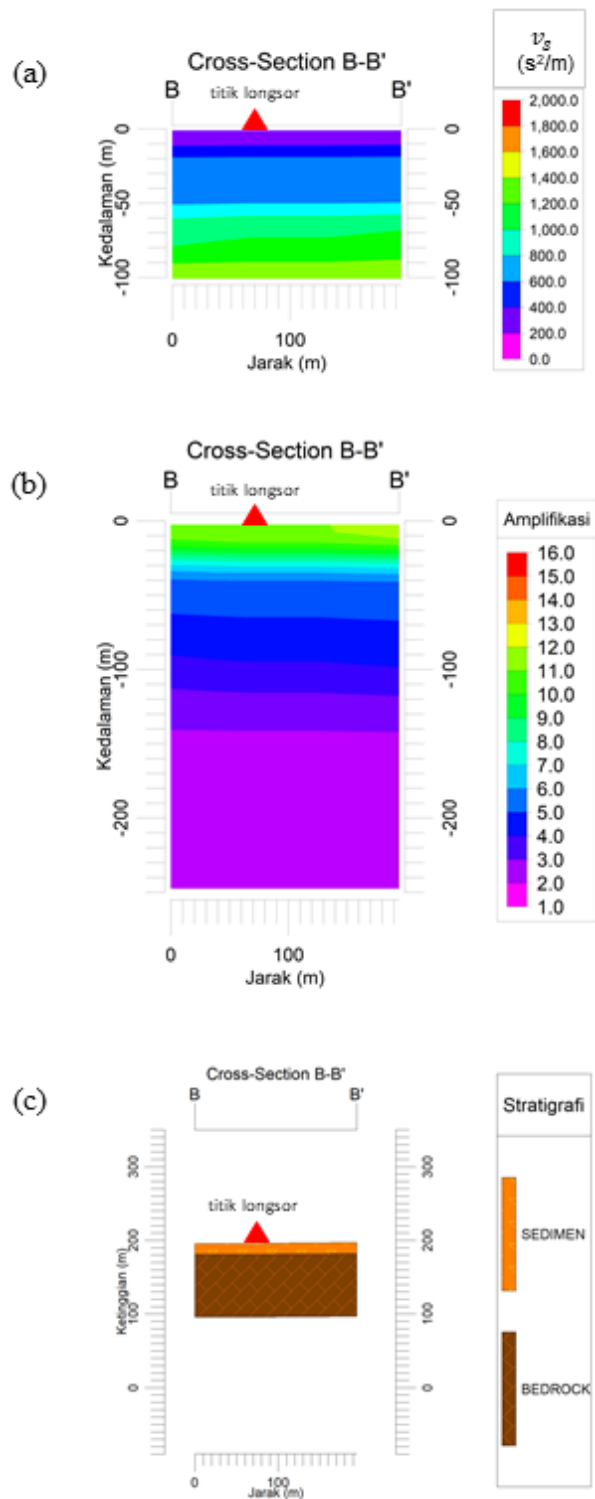 (a)
Cross-Section B-B'
B
B'
titik longsor
Kedalaman (m)
0
-50
-100
0
-50
-100
0
100
Jarak (m)
v_s
(s²/m)
2,000.0
1,800.0
1,600.0
1,400.0
1,200.0
1,000.0
800.0
600.0
400.0
200.0
0.0
(b)
Cross-Section B-B'
B
B'
titik longsor
Kedalaman (m)
0
-100
-200
0
-100
-200
0
100
Jarak (m)
Amplifikasi
16.0
15.0
14.0
13.0
12.0
11.0
10.0
9.0
8.0
7.0
6.0
5.0
4.0
3.0
2.0
1.0
(c)
Cross-Section B-B'
B
B'
titik longsor
Ketinggian (m)
300
200
100
0
300
200
100
0
0
100
Jarak (m)
Stratigrafi
SEDIMEN
BEDROCK